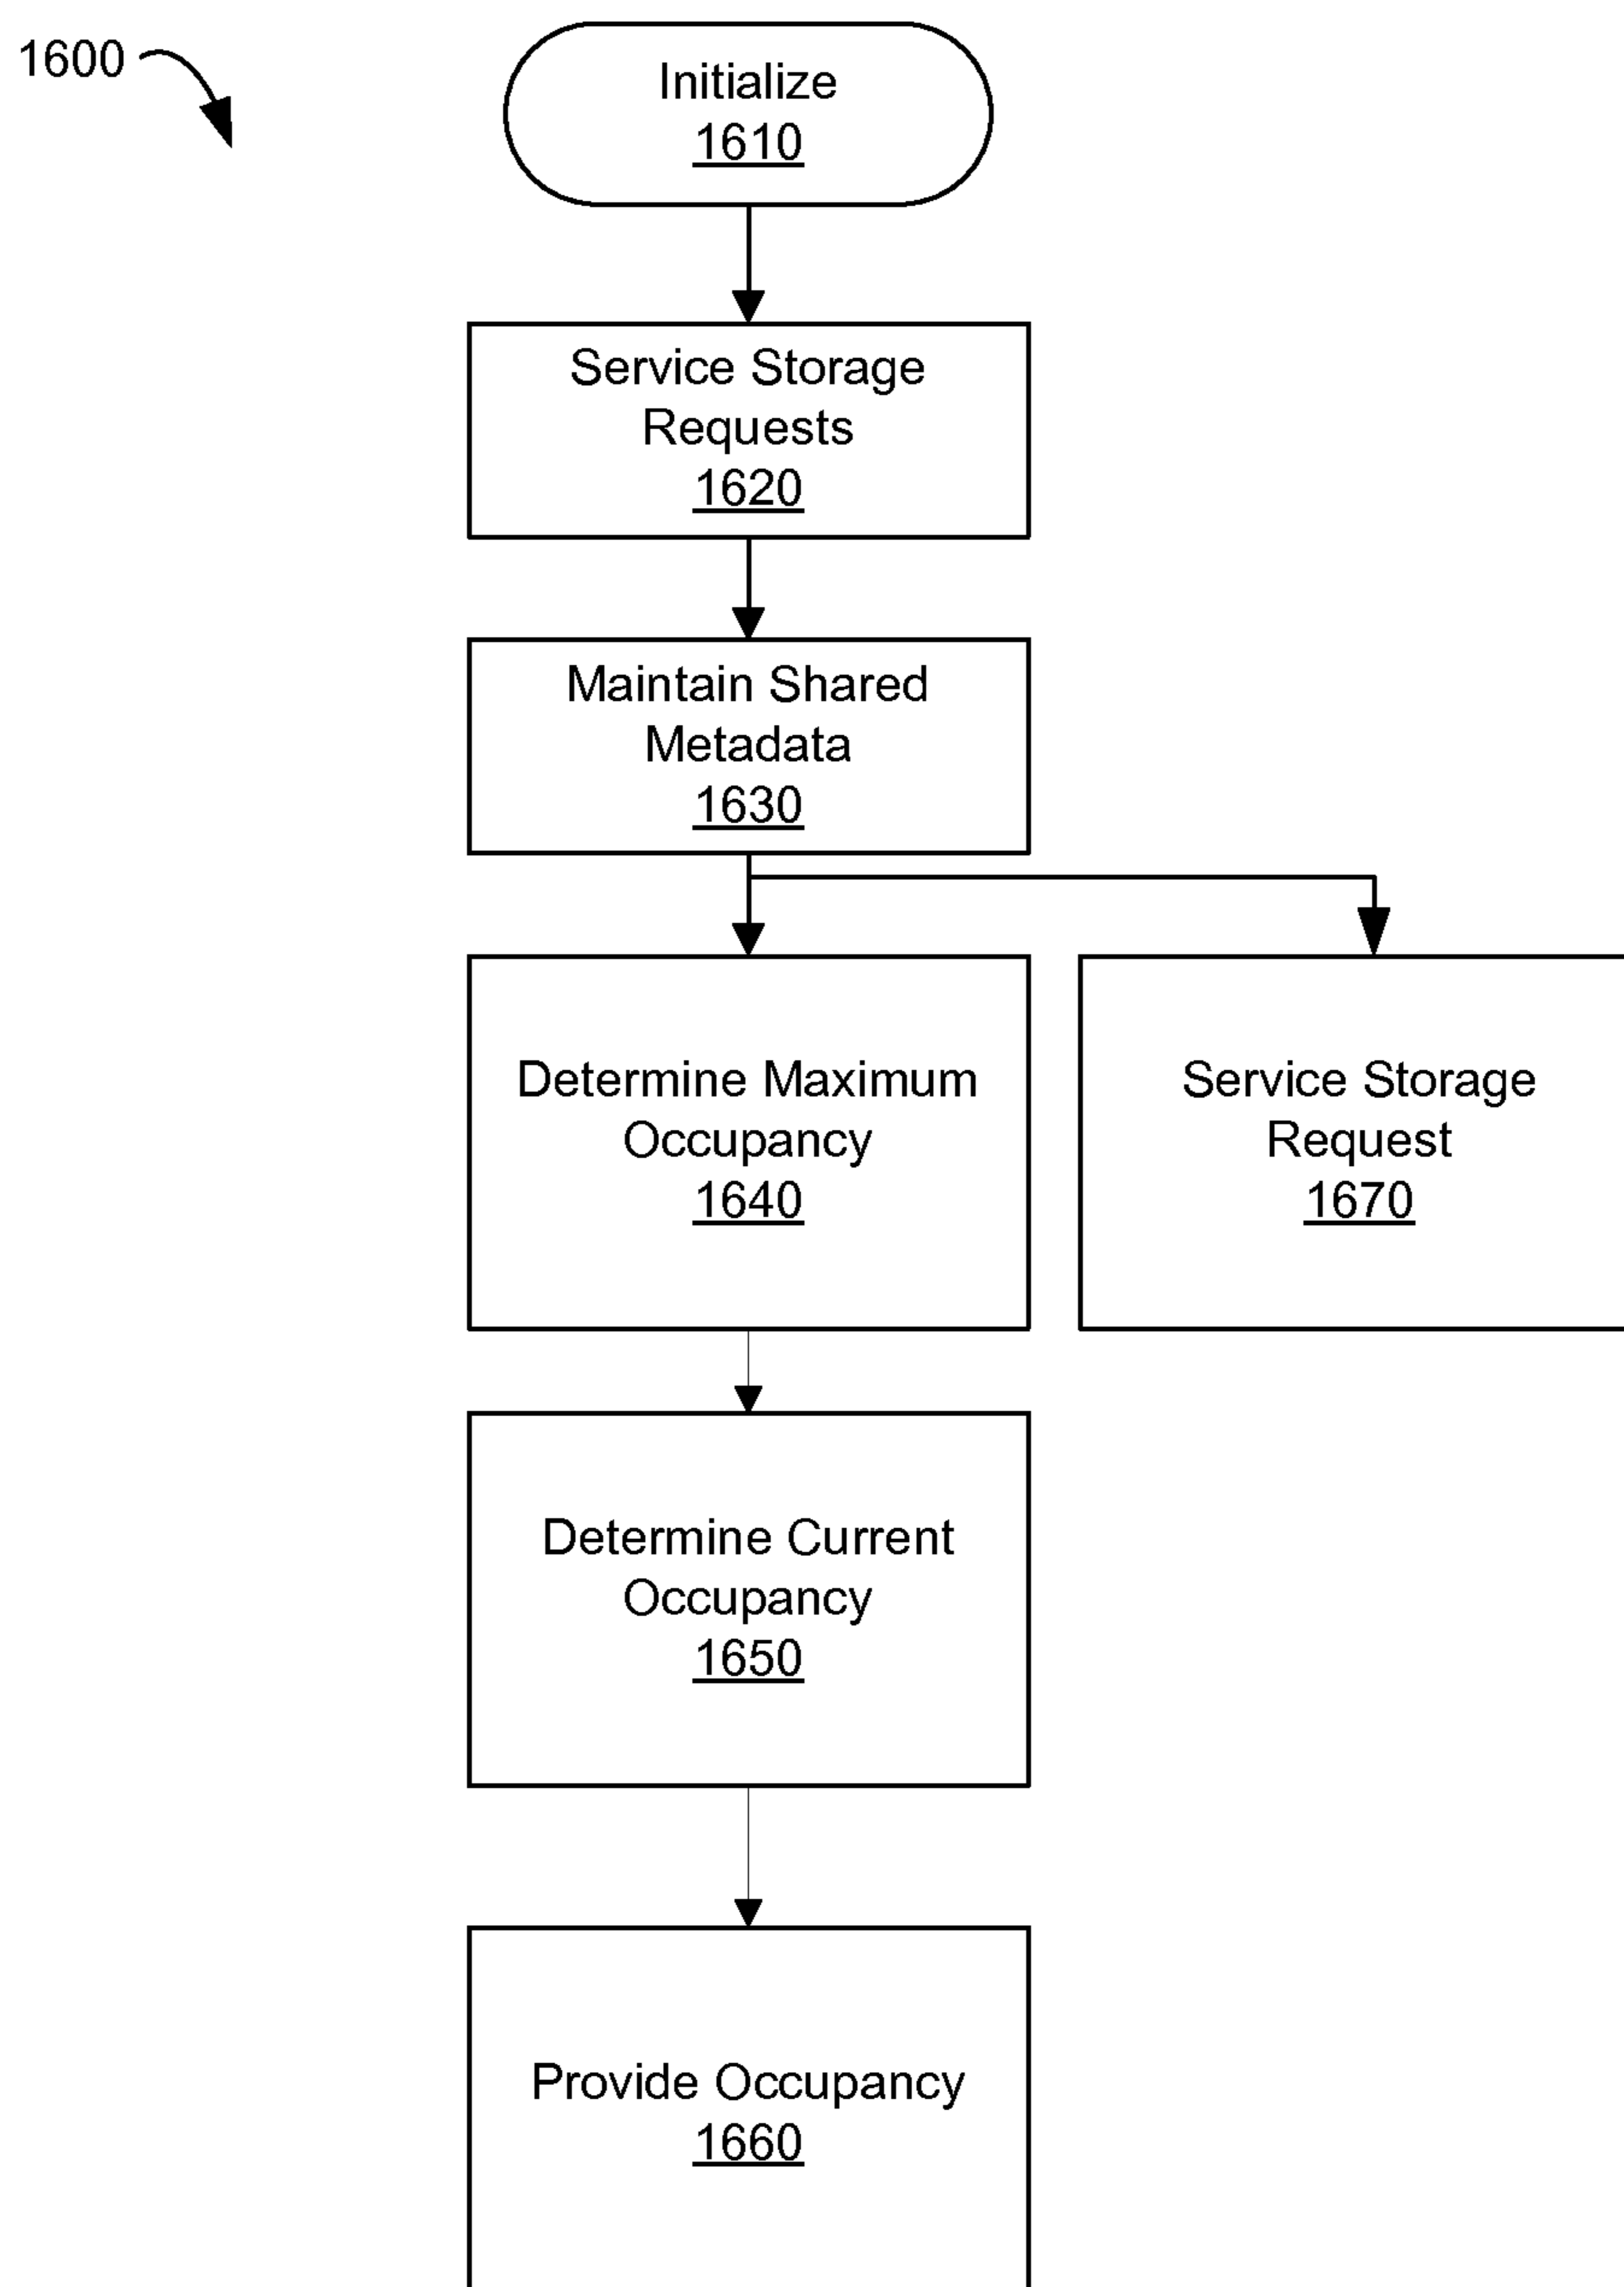 1600
Initialize
1610
Service Storage
Requests
1620
Maintain Shared
Metadata
1630
Determine Maximum
Occupancy
1640
Service Storage
Request
1670
Determine Current
Occupancy
1650
Provide Occupancy
1660